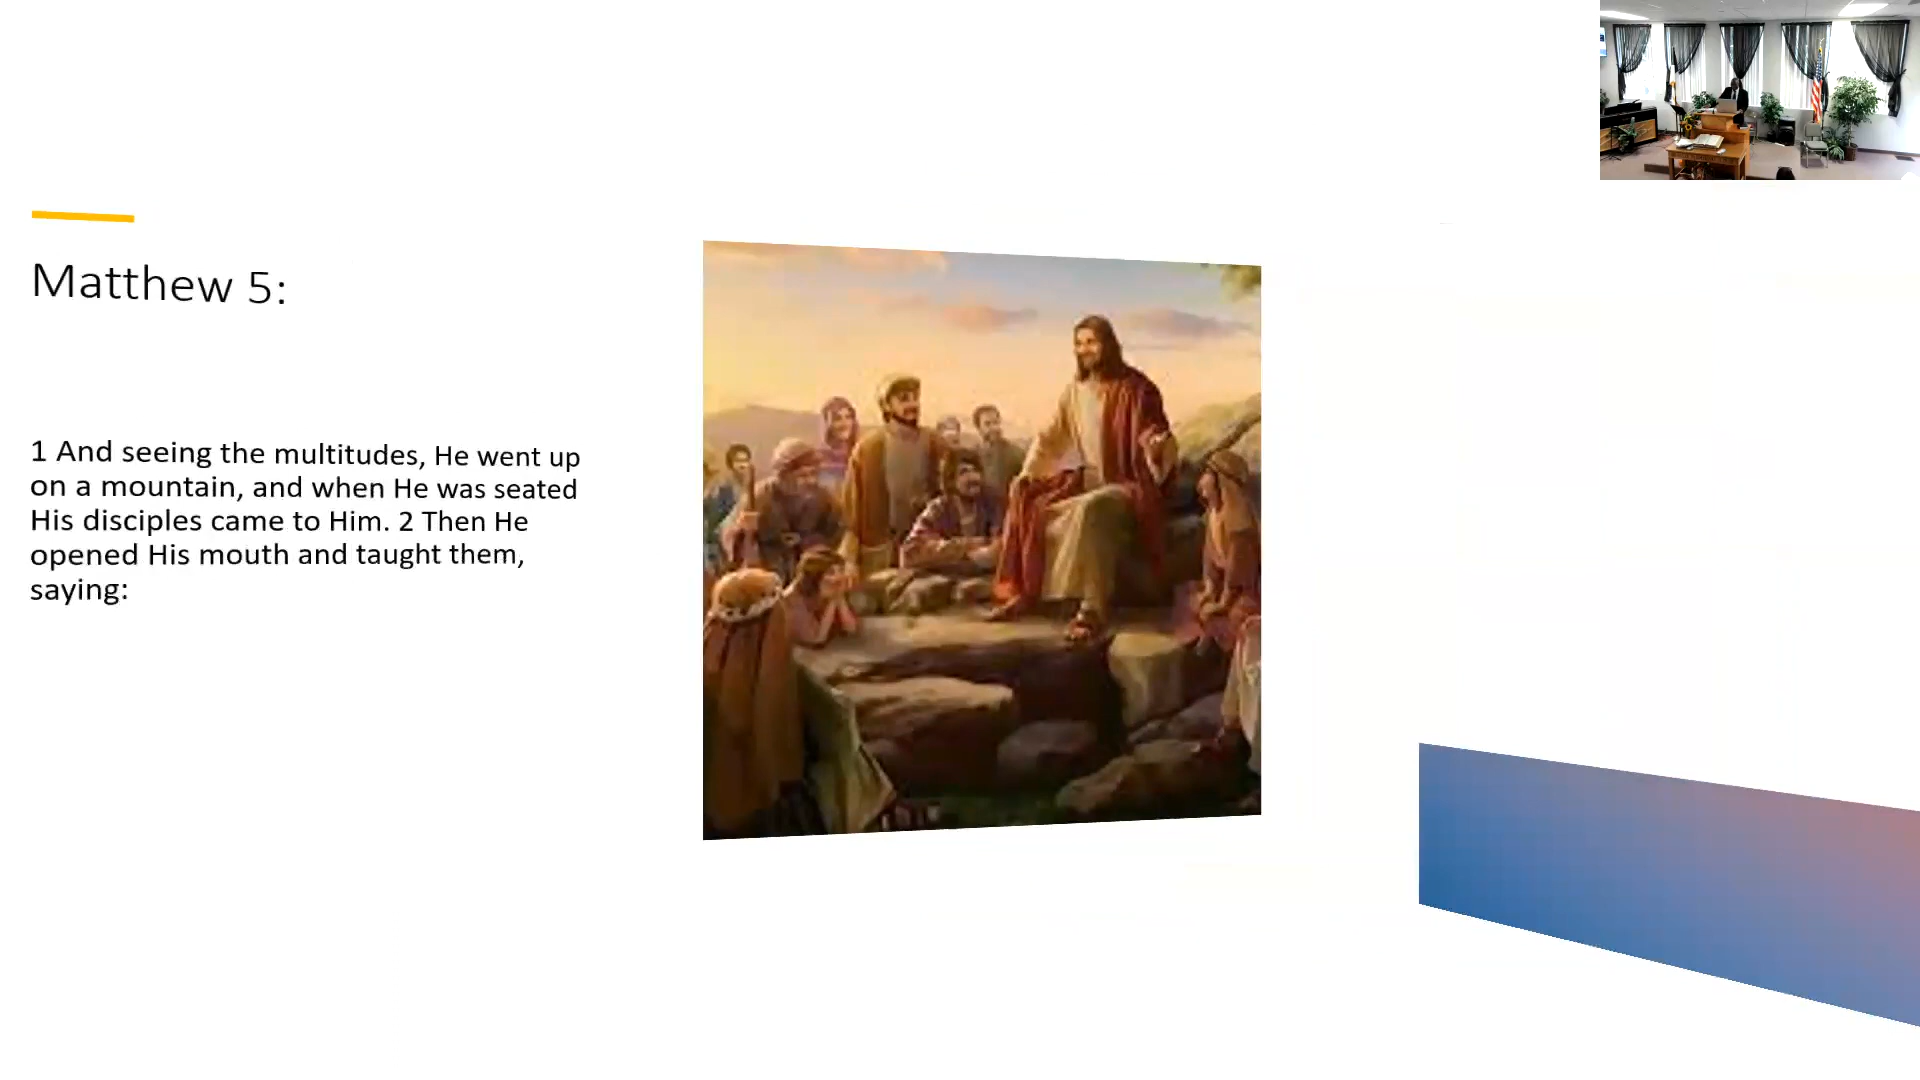 Matthew 5:
1 And seeing the multitudes, He went up
on a mountain, and when He was seated
His disciples came to Him. 2 Then He
opened His mouth and taught them,
saying: